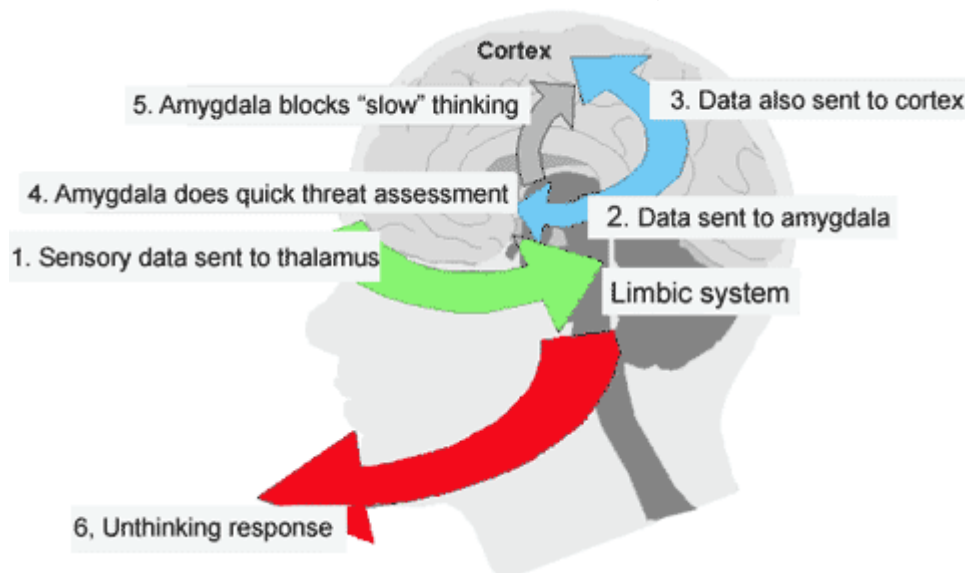 Cortex
5. Amygdala blocks “slow” thinking
3. Data also sent to cortex
4. Amygdala does quick threat assessment
2. Data sent to amygdala
1. Sensory data sent to thalamus
Limbic system
6, Unthinking response